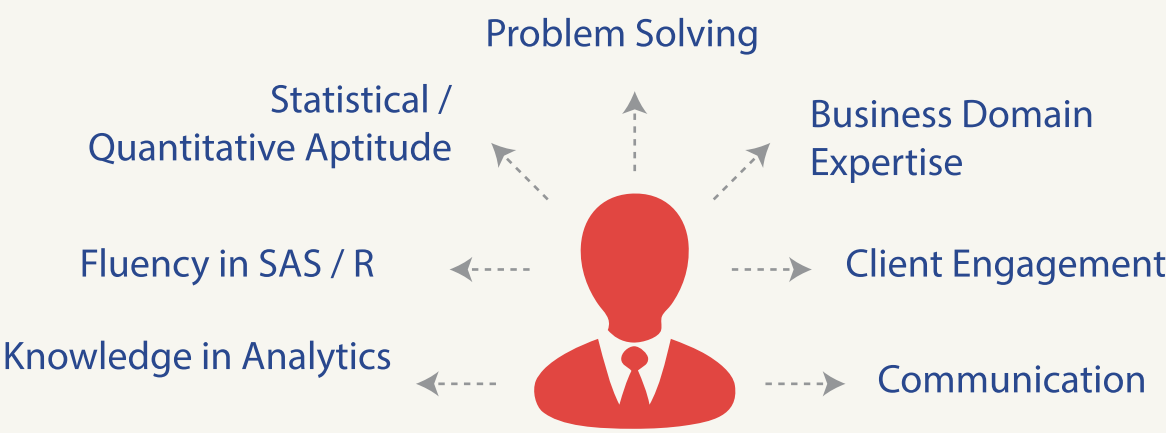 Problem Solving
Statistical /
Quantitative Aptitude
Business Domain
Expertise
Fluency in SAS / R
Client Engagement
Knowledge in Analytics
Communication